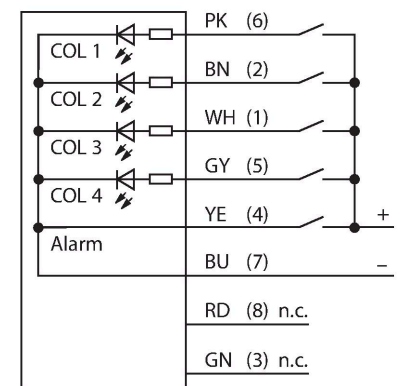 PK (6)
COL 1
BN (2)
COL 2
WH (1)
COL 3
GY (5)
COL 4
YE (4)
+
Alarm
BU (7)
–
RD (8) n.c.
GN (3) n.c.